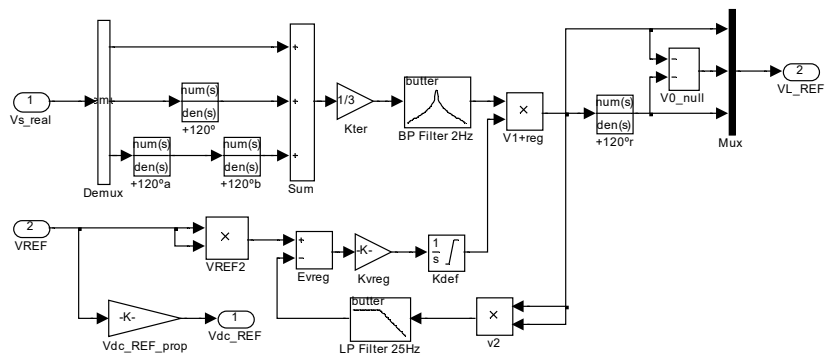 num(s)
den(s)
+120º
num(s)
den(s)
+120ºa
num(s)
den(s)
+120ºb
1
Vs_real
Demux
+
+
+
Sum
1/3
Kter
butter
BP Filter 2Hz
×
V1+reg
num(s)
den(s)
+120ºr
−
−
V0_null
Mux
2
VL_REF
2
VREF
×
VREF2
+
−
Evreg
-K-
Kvreg
1
s
Kdef
butter
LP Filter 25Hz
×
v2
-K-
Vdc_REF_prop
1
Vdc_REF